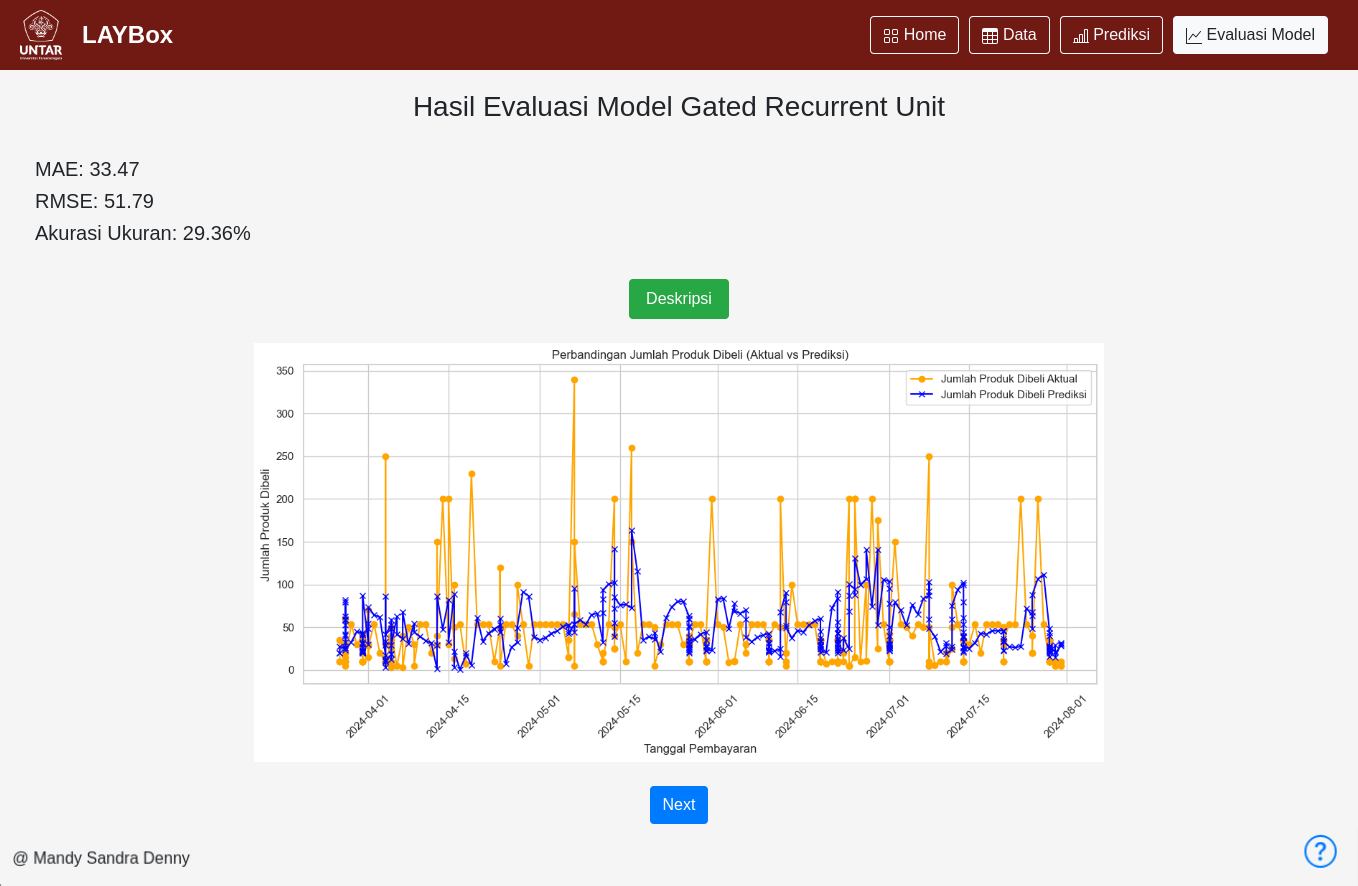 UNTAR
LAYBox
Home
Data
Prediksi
Evaluasi Model
Hasil Evaluasi Model Gated Recurrent Unit
MAE: 33.47
RMSE: 51.79
Akurasi Ukuran: 29.36%
Deskripsi
Perbandingan Jumlah Produk Dibeli (Aktual vs Prediksi)
Jumlah Produk Dibeli Aktual
Jumlah Produk Dibeli Prediksi
350
300
250
200
150
100
50
0
Jumlah Produk Dibeli
2024-04-01
2024-04-15
2024-05-01
2024-05-15
2024-06-01
2024-06-15
2024-07-01
2024-07-15
2024-08-01
Tanggal Pembayaran
Next
@ Mandy Sandra Denny
?